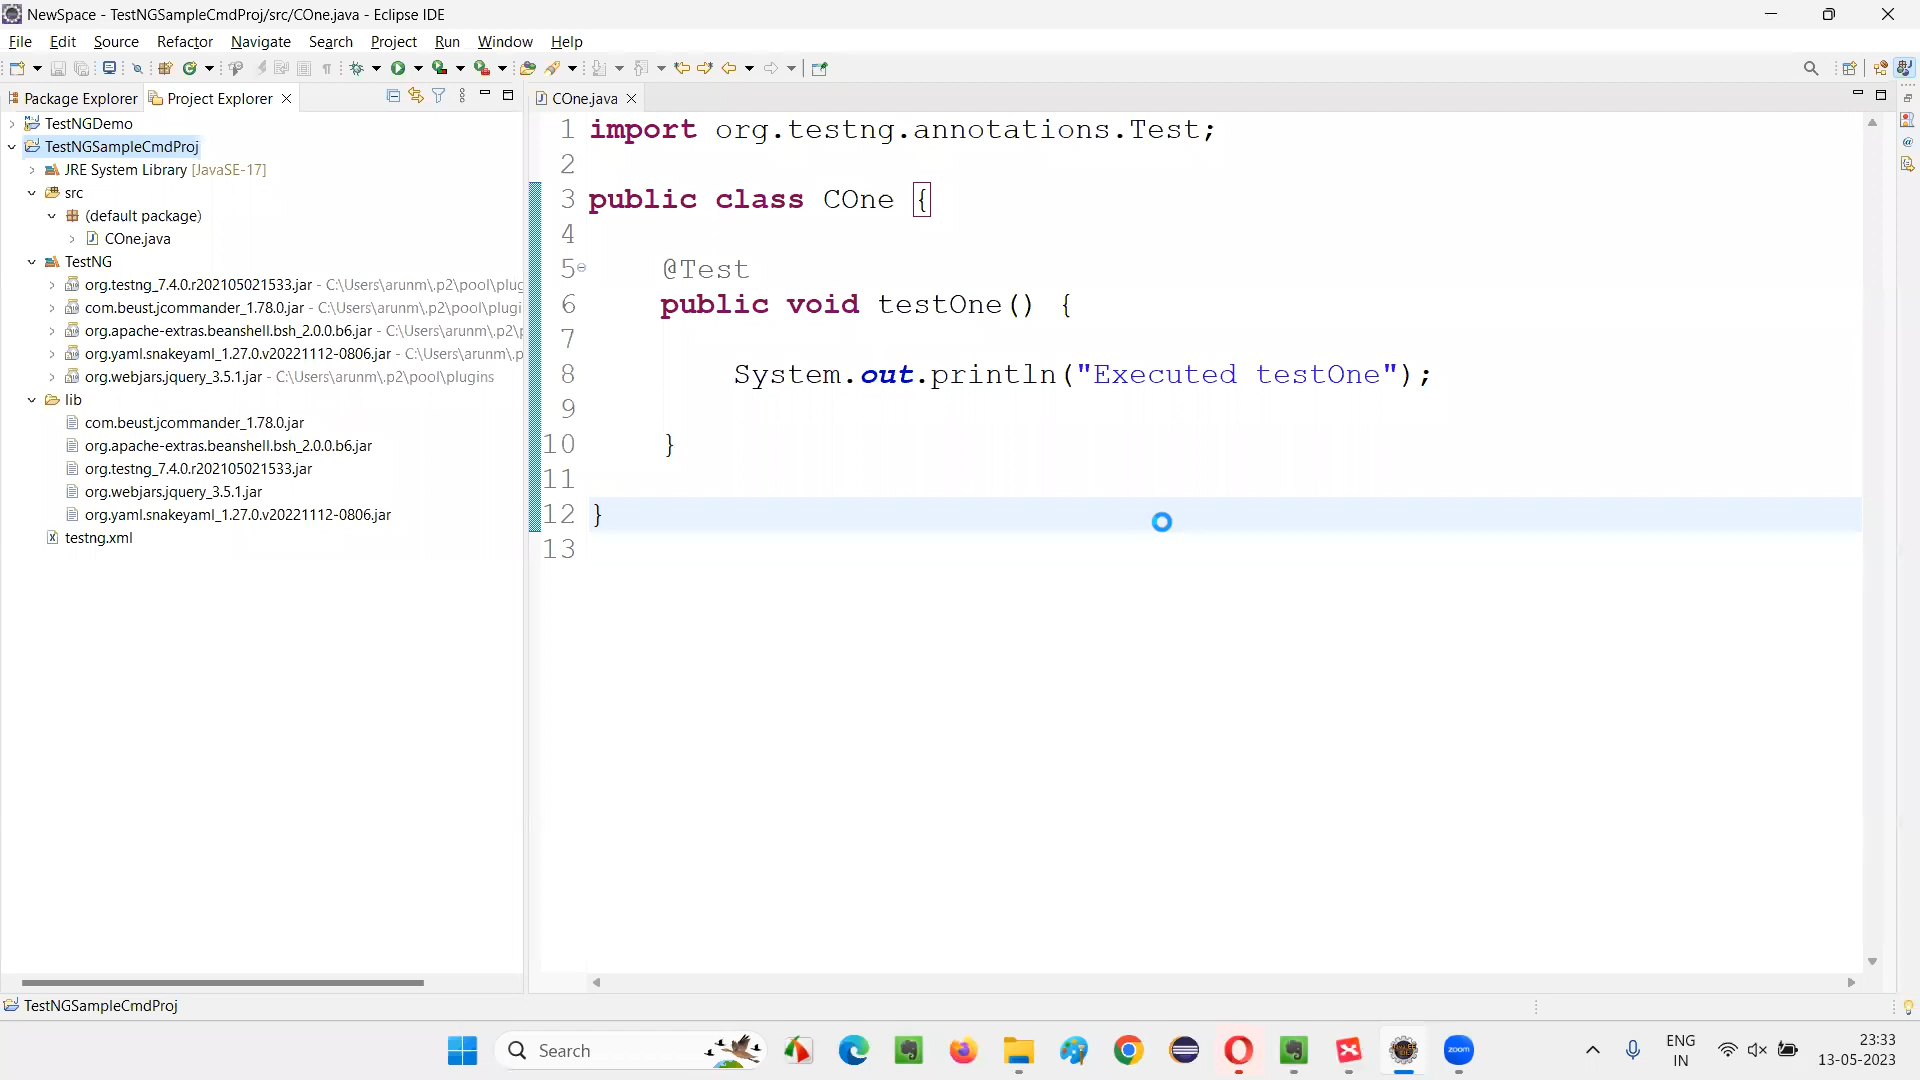 NewSpace - TestNGSampleCmdProj/src/COne.java - Eclipse IDE
File Edit Source Refactor Navigate Search Project Run Window Help
Package Explorer Project Explorer
COne.java
TestNGDemo
TestNGSampleCmdProj
JRE System Library [JavaSE-17]
src
(default package)
COne.java
TestNG
org.testng_7.4.0.r202105021533.jar - C:\Users\arunm\.p2\pool\plug
com.beust.jcommander_1.78.0.jar - C:\Users\arunm\.p2\pool\plugi
org.apache-extras.beanshell.bsh_2.0.0.b6.jar - C:\Users\arunm\.p2\p
org.yaml.snakeyaml_1.27.0.v20221112-0806.jar - C:\Users\arunm\.p
org.webjars.jquery_3.5.1.jar - C:\Users\arunm\.p2\pool\plugins
lib
com.beust.jcommander_1.78.0.jar
org.apache-extras.beanshell.bsh_2.0.0.b6.jar
org.testng_7.4.0.r202105021533.jar
org.webjars.jquery_3.5.1.jar
org.yaml.snakeyaml_1.27.0.v20221112-0806.jar
testng.xml
1 import org.testng.annotations.Test;
2
3 public class COne {
4
5 @Test
6 public void testOne() {
7
8 System.out.println("Executed testOne");
9
10 }
11
12 }
13
TestNGSampleCmdProj
Search
zoom
ENG
IN
23:33
13-05-2023